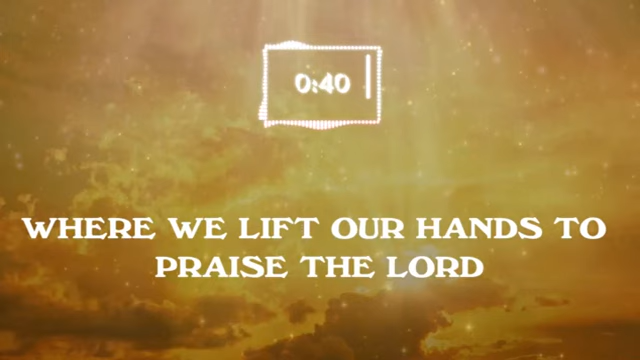 0:40
WHERE WE LIFT OUR HANDS TO
PRAISE THE LORD